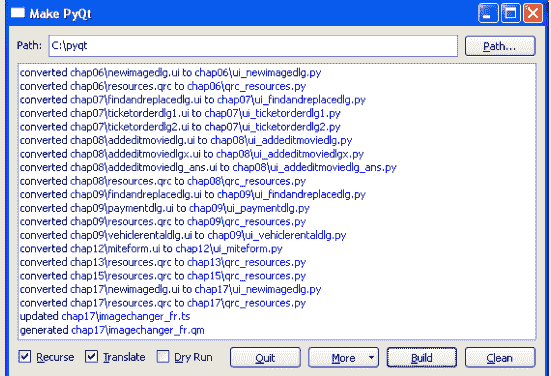 Make PyQt
Path: C:\pyqt Path...
converted chap06\newimagedlg.ui to chap06\ui_newimagedlg.py
converted chap06\resources.qrc to chap06\qrc_resources.py
converted chap07\findandreplacedlg.ui to chap07\ui_findandreplacedlg.py
converted chap07\ticketorderdlg1.ui to chap07\ui_ticketorderdlg1.py
converted chap07\ticketorderdlg2.ui to chap07\ui_ticketorderdlg2.py
converted chap08\addeditmoviedlg.ui to chap08\ui_addeditmoviedlg.py
converted chap08\addeditmoviedlgx.ui to chap08\ui_addeditmoviedlgx.py
converted chap08\addeditmoviedlg_ans.ui to chap08\ui_addeditmoviedlg_ans.py
converted chap08\resources.qrc to chap08\qrc_resources.py
converted chap09\findandreplacedlg.ui to chap09\ui_findandreplacedlg.py
converted chap09\paymentdlg.ui to chap09\ui_paymentdlg.py
converted chap09\resources.qrc to chap09\qrc_resources.py
converted chap09\vehiclerentaldlg.ui to chap09\ui_vehiclerentaldlg.py
converted chap12\miteform.ui to chap12\ui_miteform.py
converted chap13\resources.qrc to chap13\qrc_resources.py
converted chap15\resources.qrc to chap15\qrc_resources.py
converted chap17\newimagedlg.ui to chap17\ui_newimagedlg.py
converted chap17\resources.qrc to chap17\qrc_resources.py
updated chap17\imagechanger_fr.ts
generated chap17\imagechanger_fr.qm
Recurse Translate Dry Run Quit More Build Clean